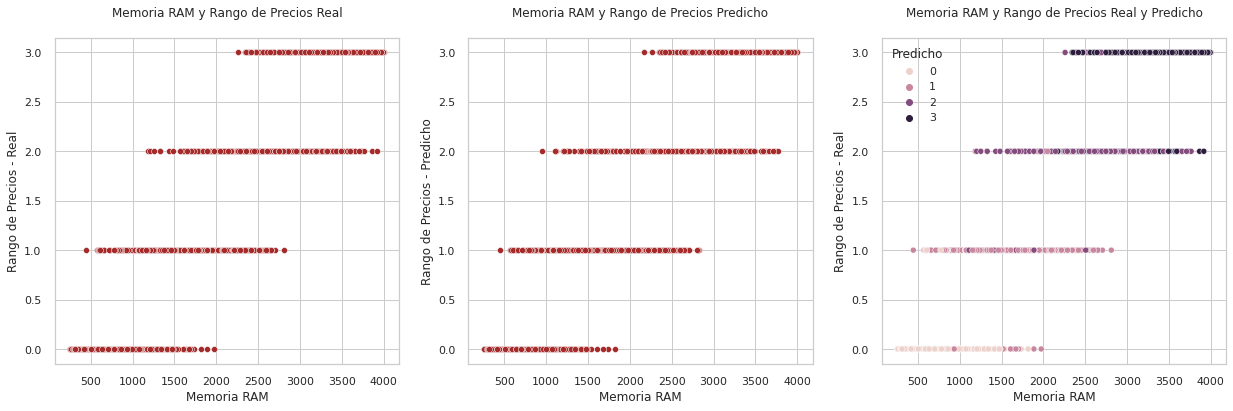 Memoria RAM y Rango de Precios Real
Rango de Precios - Real
3.0
2.5
2.0
1.5
1.0
0.5
0.0
500 1000 1500 2000 2500 3000 3500 4000
Memoria RAM
Memoria RAM y Rango de Precios Predicho
Rango de Precios - Predicho
3.0
2.5
2.0
1.5
1.0
0.5
0.0
500 1000 1500 2000 2500 3000 3500 4000
Memoria RAM
Memoria RAM y Rango de Precios Real y Predicho
Rango de Precios - Real
3.0
2.5
2.0
1.5
1.0
0.5
0.0
Predicho
0
1
2
3
500 1000 1500 2000 2500 3000 3500 4000
Memoria RAM